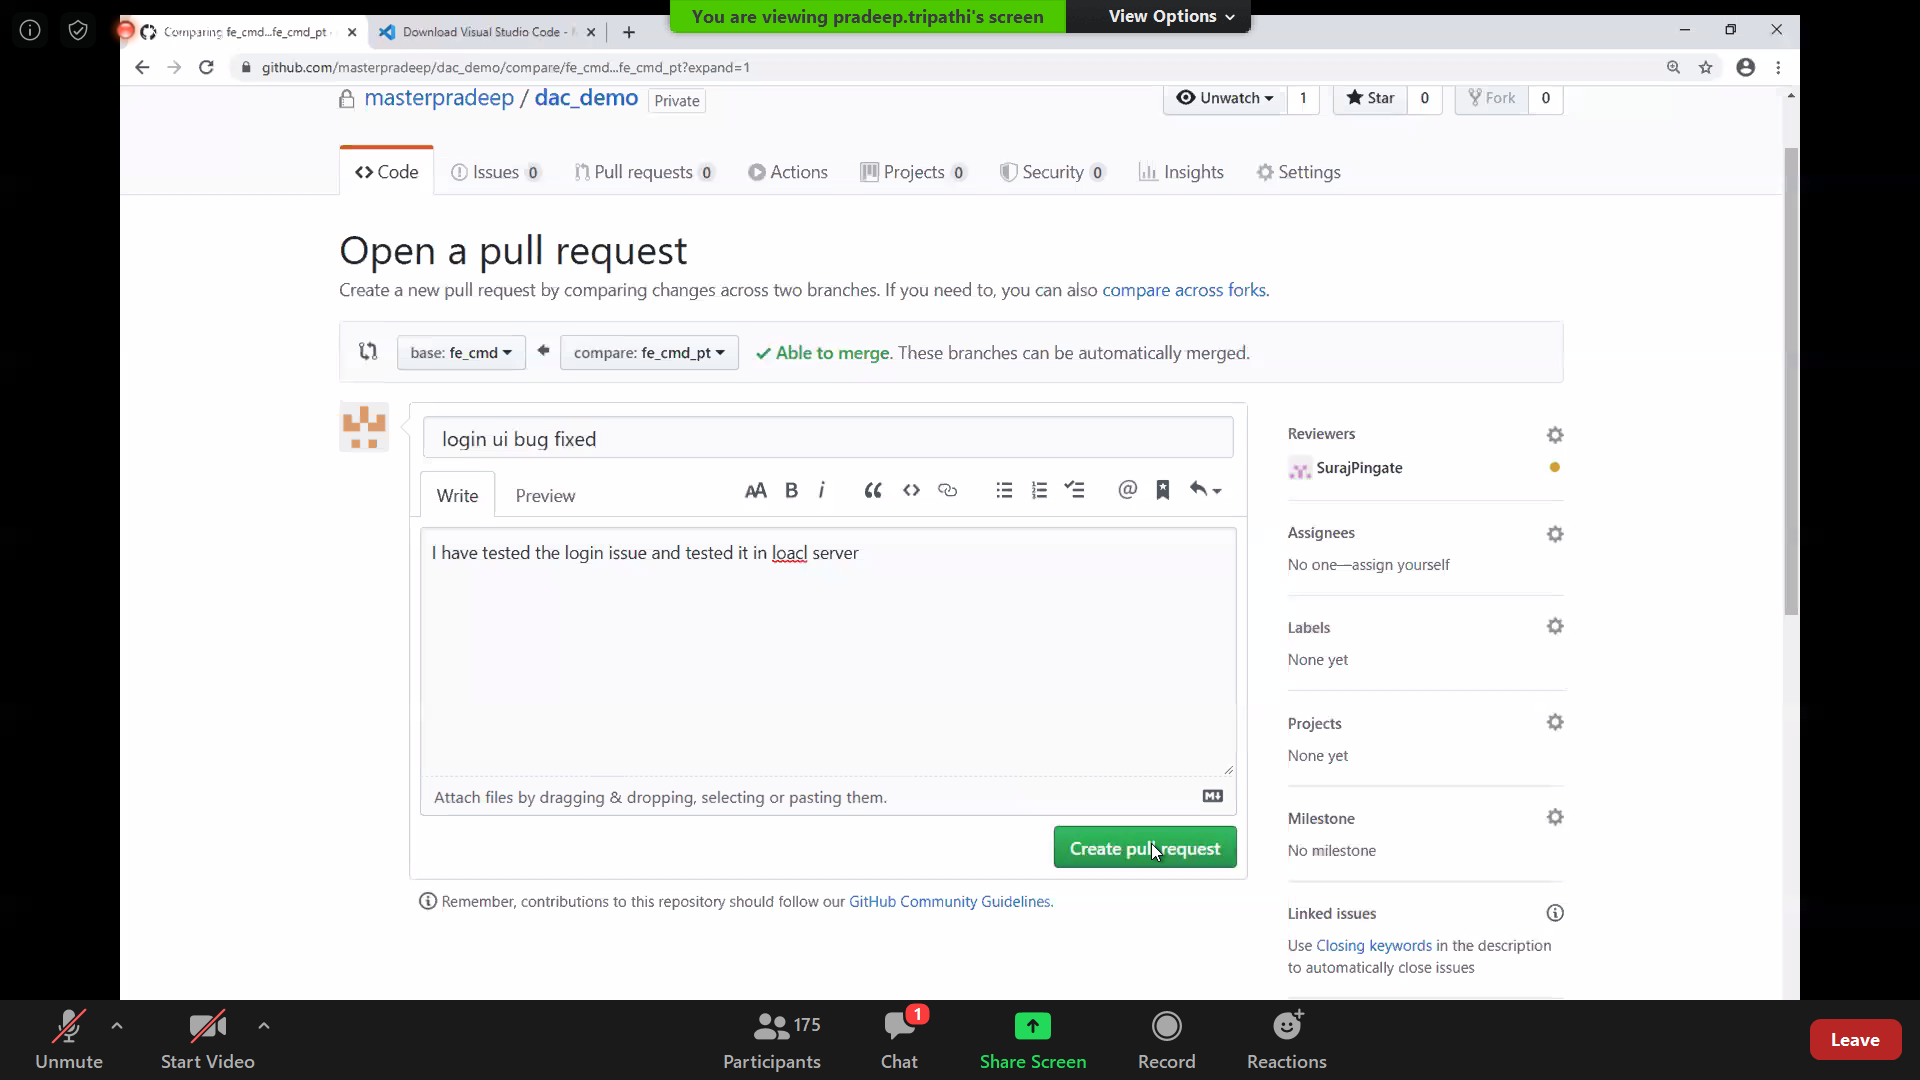 You are viewing pradeep.tripathi's screen View Options
Comparing fe_cmd...fe_cmd_pt Download Visual Studio Code -
github.com/masterpradeep/dac_demo/compare/fe_cmd...fe_cmd_pt?expand=1
masterpradeep / dac_demo Private Unwatch 1 Star 0 Fork 0
Code Issues 0 Pull requests 0 Actions Projects 0 Security 0 Insights Settings
Open a pull request
Create a new pull request by comparing changes across two branches. If you need to, you can also compare across forks.
base: fe_cmd compare: fe_cmd_pt Able to merge. These branches can be automatically merged.
login ui bug fixed
Write Preview
I have tested the login issue and tested it in loacl server
Attach files by dragging & dropping, selecting or pasting them.
Create pull request
Remember, contributions to this repository should follow our GitHub Community Guidelines.
Reviewers
SurajPingate
Assignees
No one—assign yourself
Labels
None yet
Projects
None yet
Milestone
No milestone
Linked issues
Use Closing keywords in the description
to automatically close issues
175 1
Unmute Start Video Participants Chat Share Screen Record Reactions Leave